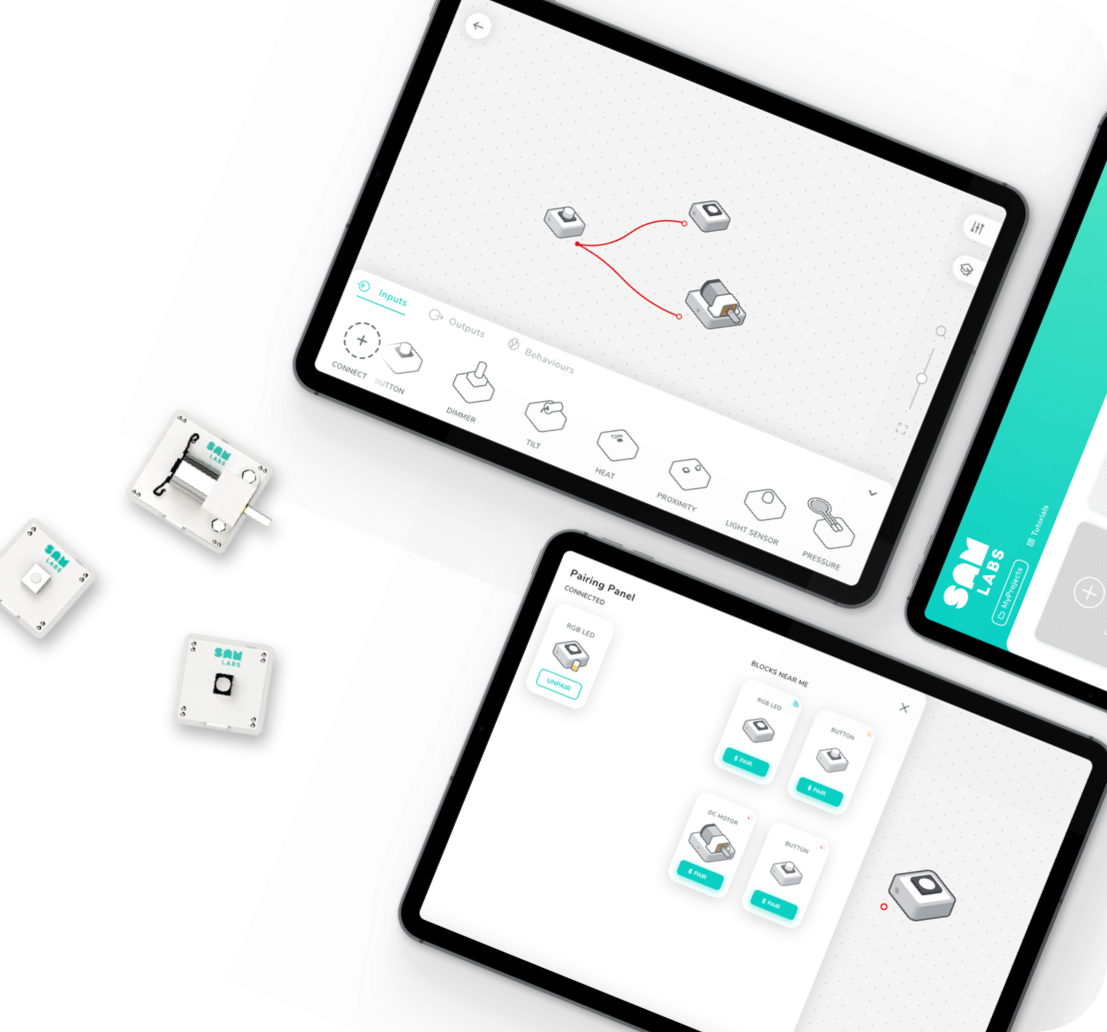 Inputs
Outputs
Behaviours
CONNECT
BUTTON
DIMMER
TILT
HEAT
PROXIMITY
LIGHT SENSOR
PRESSURE
SAM
LABS
SAM
LABS
SAM
LABS
Pairing Panel
CONNECTED
RGB LED
UNPAIR
BLOCKS NEAR ME
RGB LED
PAIR
BUTTON
PAIR
DC MOTOR
PAIR
BUTTON
PAIR
SAM
LABS
MyProjects
Tutorials